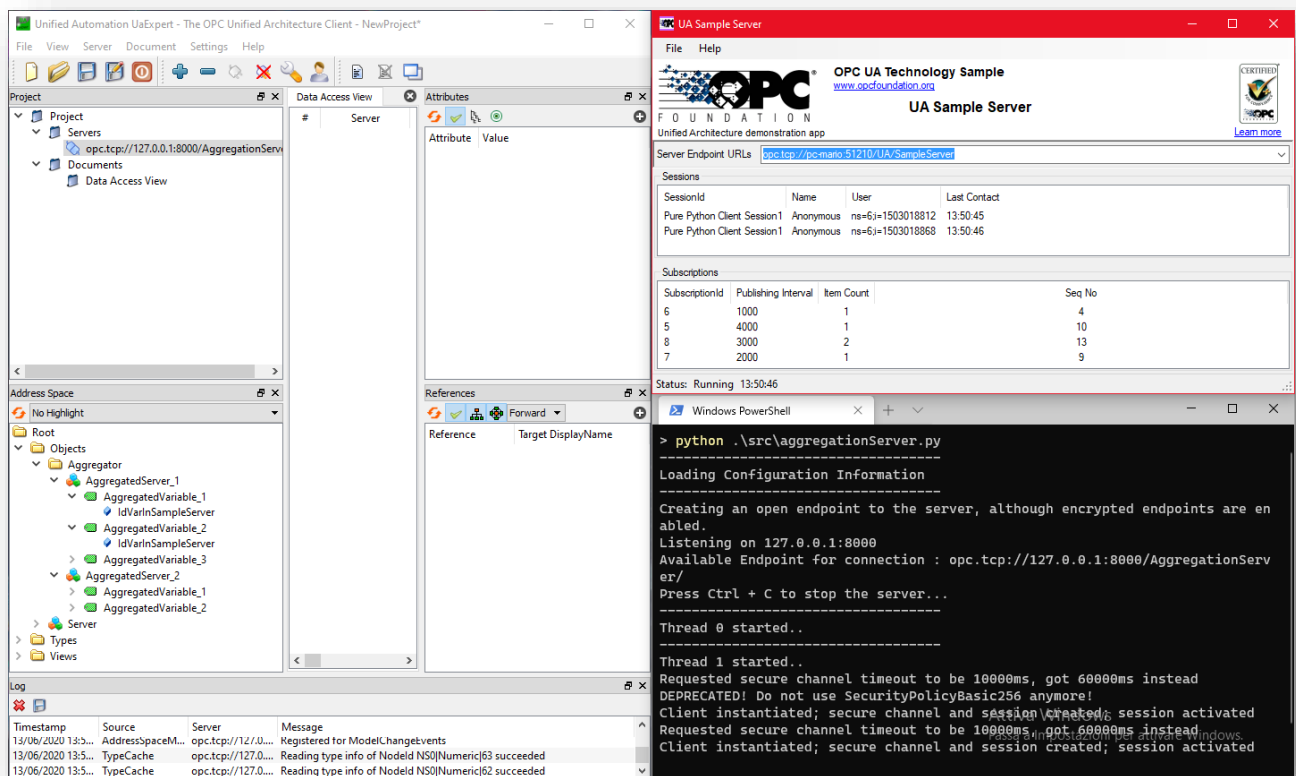 Unified Automation UaExpert - The OPC Unified Architecture Client - NewProject*
File View Server Document Settings Help
Project
Project
Servers
opc.tcp://127.0.0.1:8000/AggregationServ
Documents
Data Access View
Address Space
No Highlight
Root
Objects
Aggregator
AggregatedServer_1
AggregatedVariable_1
IdVarInSampleServer
AggregatedVariable_2
IdVarInSampleServer
AggregatedVariable_3
AggregatedServer_2
AggregatedVariable_1
AggregatedVariable_2
Server
Types
Views
Data Access View
# Server
Attributes
Attribute Value
References
Forward
Reference Target DisplayName
Log
Timestamp Source Server Message
13/06/2020 13:5... AddressSpaceM... opc.tcp://127.0.... Registered for ModelChangeEvents
13/06/2020 13:5... TypeCache opc.tcp://127.0.... Reading type info of NodeId NS0|Numeric|63 succeeded
13/06/2020 13:5... TypeCache opc.tcp://127.0.... Reading type info of NodeId NS0|Numeric|62 succeeded
UA Sample Server
File Help
OPC
FOUNDATION
Unified Architecture demonstration app
OPC UA Technology Sample
www.opcfoundation.org
UA Sample Server
CERTIFIED
OPC
Learn more
Server Endpoint URLs opc.tcp://pc-mario:51210/UA/SampleServer
Sessions
SessionId Name User Last Contact
Pure Python Client Session1 Anonymous ns=6;i=1503018812 13:50:45
Pure Python Client Session1 Anonymous ns=6;i=1503018868 13:50:46
Subscriptions
SubscriptionId Publishing Interval Item Count Seq No
6 1000 1 4
5 4000 1 10
8 3000 2 13
7 2000 1 9
Status: Running 13:50:46
Windows PowerShell
> python .\src\aggregationServer.py
-----------------------------------
Loading Configuration Information
-----------------------------------
Creating an open endpoint to the server, although encrypted endpoints are en
abled.
Listening on 127.0.0.1:8000
Available Endpoint for connection : opc.tcp://127.0.0.1:8000/AggregationServ
er/
Press Ctrl + C to stop the server...
-----------------------------------
Thread 0 started..
-----------------------------------
Thread 1 started..
Requested secure channel timeout to be 10000ms, got 60000ms instead
DEPRECATED! Do not use SecurityPolicyBasic256 anymore!
Client instantiated; secure channel and session created; session activated
Requested secure channel timeout to be 10000ms, got 60000ms instead
Client instantiated; secure channel and session created; session activated
Attiva Windows
Passa a Impostazioni per attivare Windows.